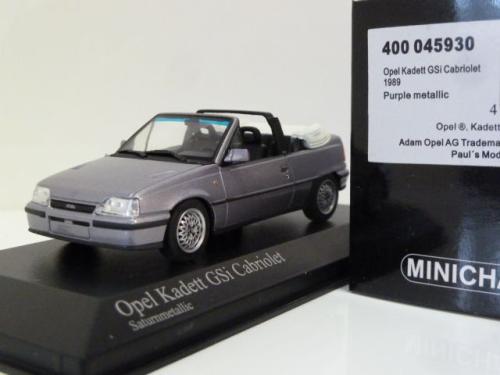 400 045930
Opel Kadett GSi Cabriolet
1989
Purple metallic
4
Opel ®, Kadett
Adam Opel AG Tradema
Paul´s Mod
MINICHA
Opel Kadett GSi Cabriolet
Saturnmetallic